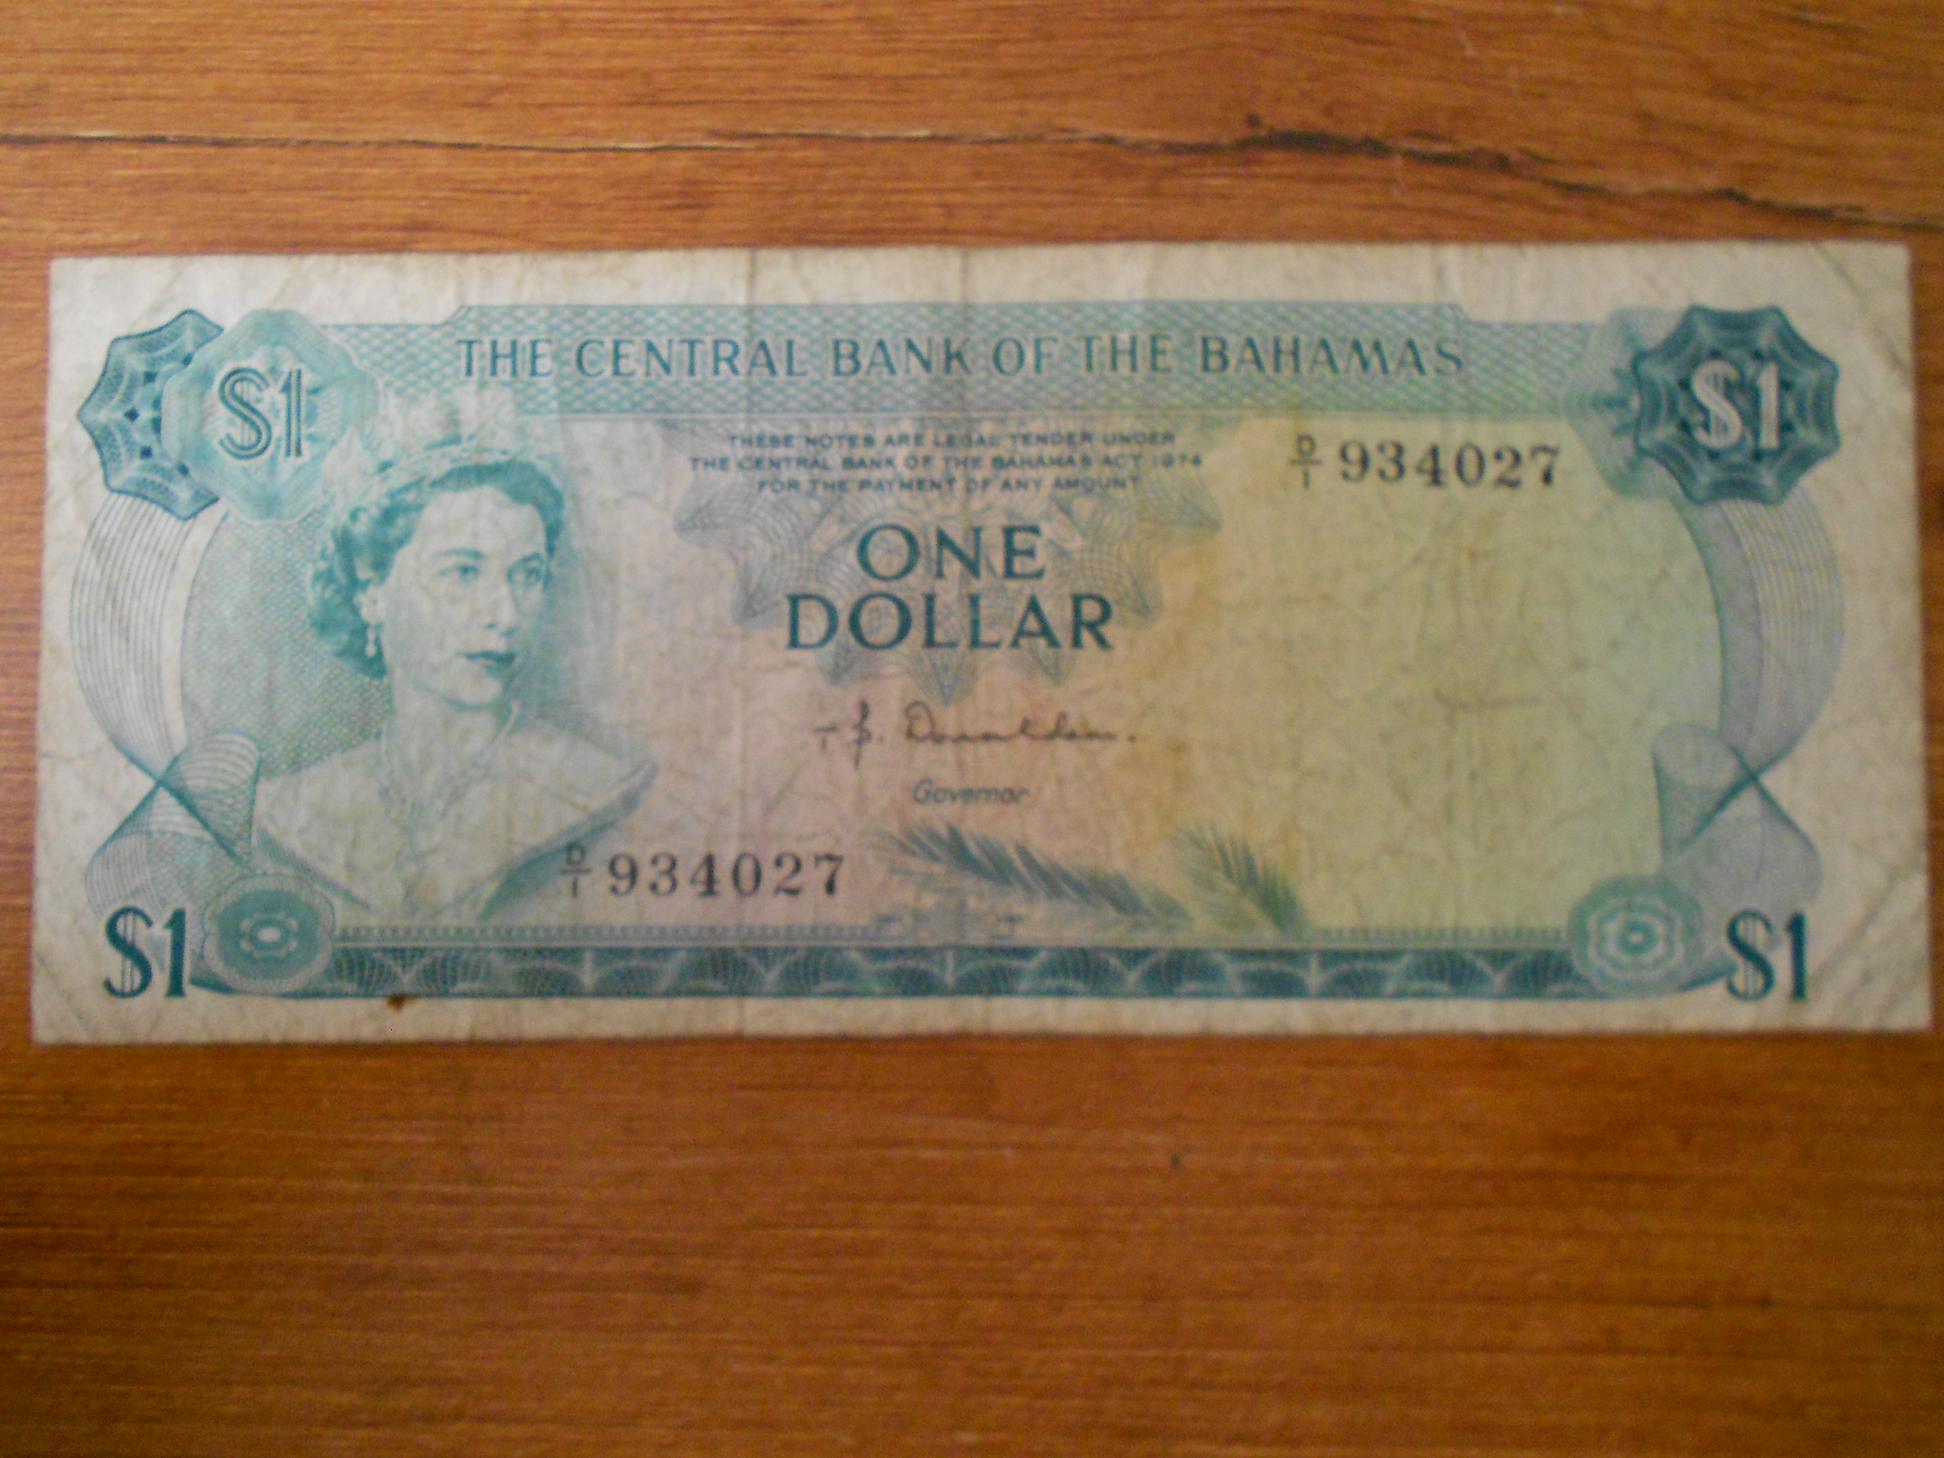 THE CENTRAL BANK OF THE BAHAMAS
$1
$1
THESE NOTES ARE LEGAL TENDER UNDER
THE CENTRAL BANK OF THE BAHAMAS ACT 1974
FOR THE PAYMENT OF ANY AMOUNT
D/1 934027
ONE
DOLLAR
T B. Donaldson.
Governor
D/1 934027
$1
$1